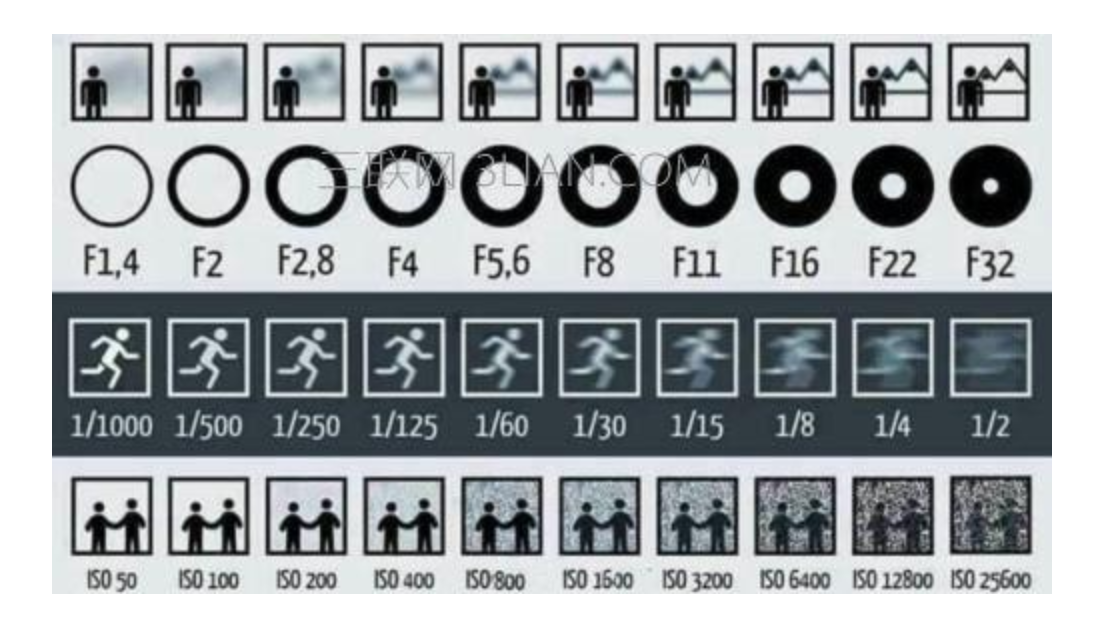 三联网 3LIAN.COM
F1,4 F2 F2,8 F4 F5,6 F8 F11 F16 F22 F32
1/1000 1/500 1/250 1/125 1/60 1/30 1/15 1/8 1/4 1/2
ISO 50 ISO 100 ISO 200 ISO 400 ISO 800 ISO 1600 ISO 3200 ISO 6400 ISO 12800 ISO 25600